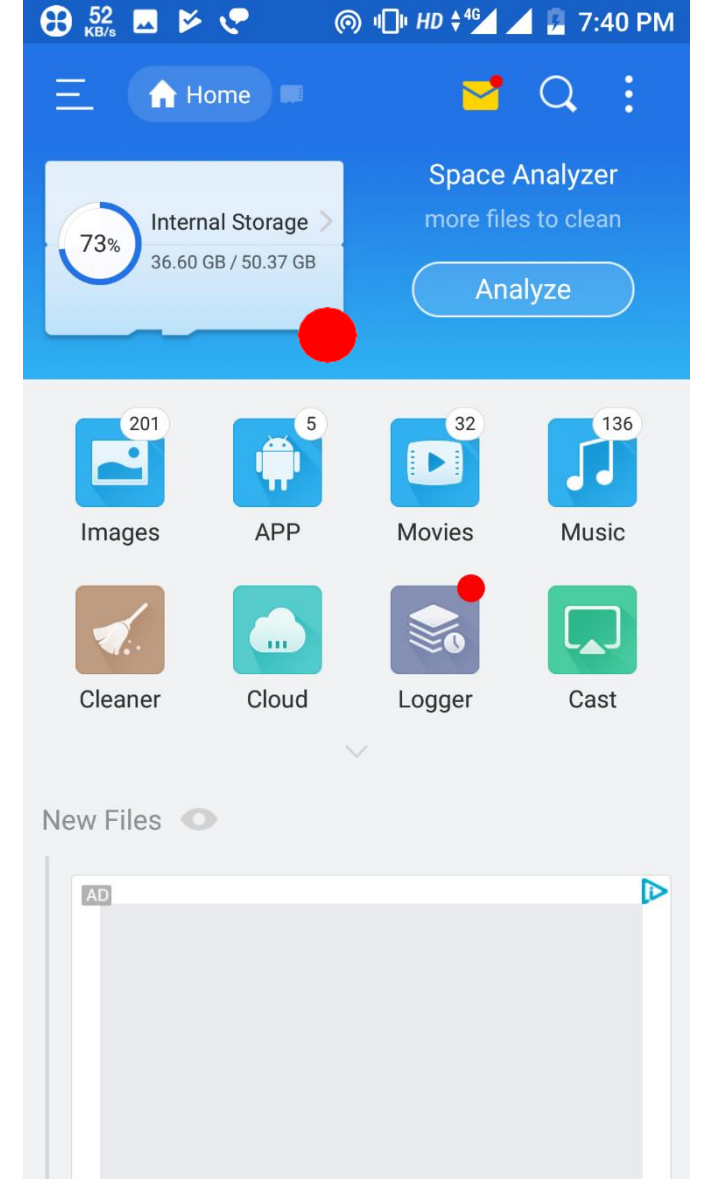 52
KB/s
HD
4G
7:40 PM
Home
Space Analyzer
more files to clean
Analyze
73%
Internal Storage
36.60 GB / 50.37 GB
201
5
32
136
Images
APP
Movies
Music
Cleaner
Cloud
Logger
Cast
New Files
AD